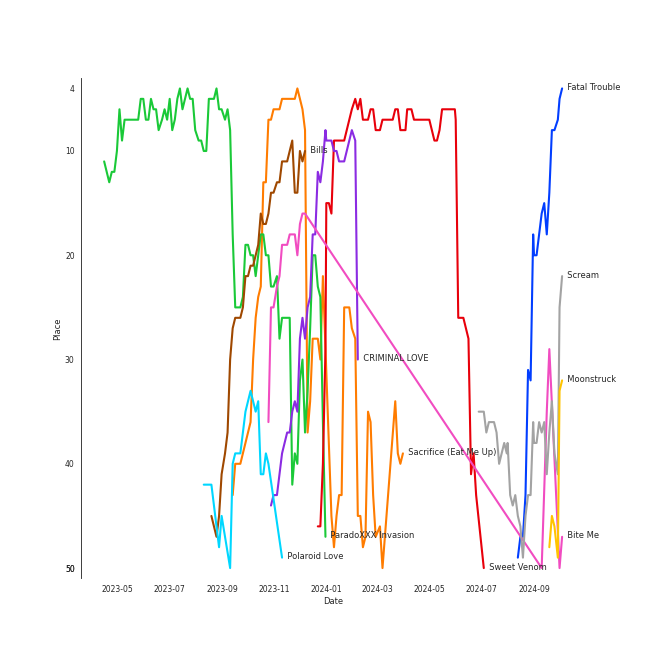 4
Fatal Trouble
10
Bills
20
Scream
30
CRIMINAL LOVE
Moonstruck
Place
40
Sacrifice (Eat Me Up)
ParadoXXX Invasion
Bite Me
Polaroid Love
50
Sweet Venom
2023-05
2023-07
2023-09
2023-11
2024-01
2024-03
2024-05
2024-07
2024-09
Date